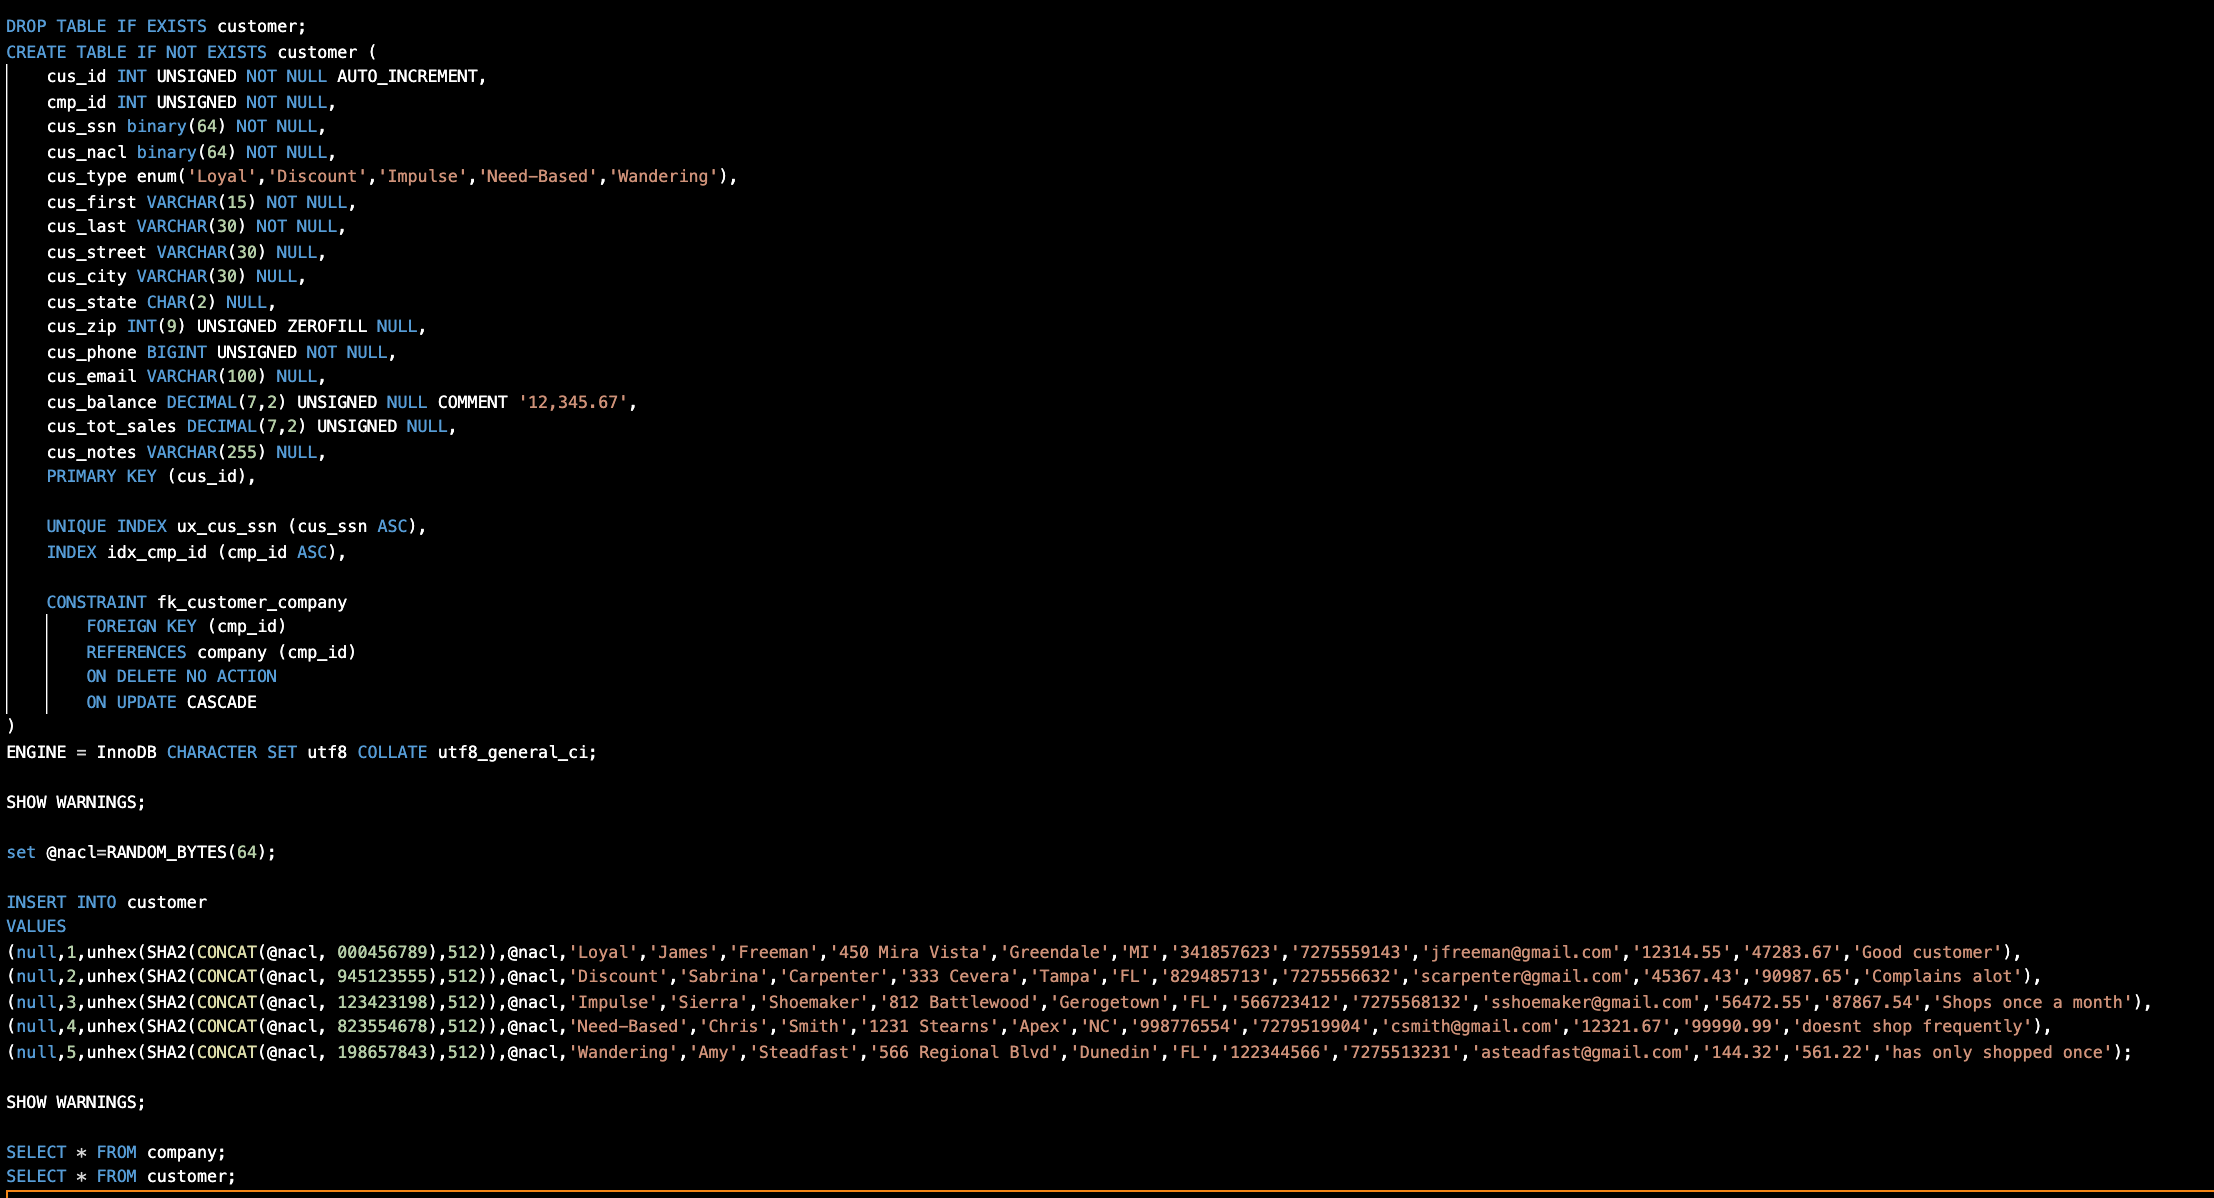 DROP TABLE IF EXISTS customer;
CREATE TABLE IF NOT EXISTS customer (
cus_id INT UNSIGNED NOT NULL AUTO_INCREMENT,
cmp_id INT UNSIGNED NOT NULL,
cus_ssn binary(64) NOT NULL,
cus_nacl binary(64) NOT NULL,
cus_type enum('Loyal','Discount','Impulse','Need-Based','Wandering'),
cus_first VARCHAR(15) NOT NULL,
cus_last VARCHAR(30) NOT NULL,
cus_street VARCHAR(30) NULL,
cus_city VARCHAR(30) NULL,
cus_state CHAR(2) NULL,
cus_zip INT(9) UNSIGNED ZEROFILL NULL,
cus_phone BIGINT UNSIGNED NOT NULL,
cus_email VARCHAR(100) NULL,
cus_balance DECIMAL(7,2) UNSIGNED NULL COMMENT '12,345.67',
cus_tot_sales DECIMAL(7,2) UNSIGNED NULL,
cus_notes VARCHAR(255) NULL,
PRIMARY KEY (cus_id),
UNIQUE INDEX ux_cus_ssn (cus_ssn ASC),
INDEX idx_cmp_id (cmp_id ASC),
CONSTRAINT fk_customer_company
FOREIGN KEY (cmp_id)
REFERENCES company (cmp_id)
ON DELETE NO ACTION
ON UPDATE CASCADE
)
ENGINE = InnoDB CHARACTER SET utf8 COLLATE utf8_general_ci;
SHOW WARNINGS;
set @nacl=RANDOM_BYTES(64);
INSERT INTO customer
VALUES
(null,1,unhex(SHA2(CONCAT(@nacl, 000456789),512)),@nacl,'Loyal','James','Freeman','450 Mira Vista','Greendale','MI','341857623','7275559143','jfreeman@gmail.com','12314.55','47283.67','Good customer'),
(null,2,unhex(SHA2(CONCAT(@nacl, 945123555),512)),@nacl,'Discount','Sabrina','Carpenter','333 Cevera','Tampa','FL','829485713','7275556632','scarpenter@gmail.com','45367.43','90987.65','Complains alot'),
(null,3,unhex(SHA2(CONCAT(@nacl, 123423198),512)),@nacl,'Impulse','Sierra','Shoemaker','812 Battlewood','Gerogetown','FL','566723412','7275568132','sshoemaker@gmail.com','56472.55','87867.54','Shops once a month'),
(null,4,unhex(SHA2(CONCAT(@nacl, 823554678),512)),@nacl,'Need-Based','Chris','Smith','1231 Stearns','Apex','NC','998776554','7279519904','csmith@gmail.com','12321.67','99990.99','doesnt shop frequently'),
(null,5,unhex(SHA2(CONCAT(@nacl, 198657843),512)),@nacl,'Wandering','Amy','Steadfast','566 Regional Blvd','Dunedin','FL','122344566','7275513231','asteadfast@gmail.com','144.32','561.22','has only shopped once');
SHOW WARNINGS;
SELECT * FROM company;
SELECT * FROM customer;